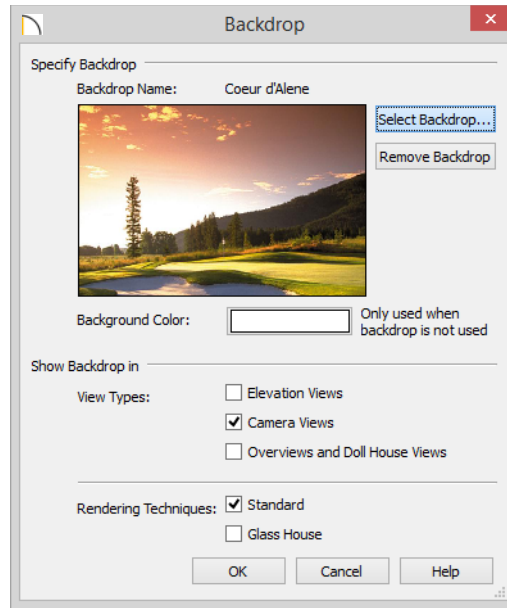 Backdrop
Specify Backdrop
Backdrop Name: Coeur d'Alene
Select Backdrop...
Remove Backdrop
Background Color:
Only used when
backdrop is not used
Show Backdrop in
View Types:
Elevation Views
Camera Views
Overviews and Doll House Views
Rendering Techniques:
Standard
Glass House
OK Cancel Help